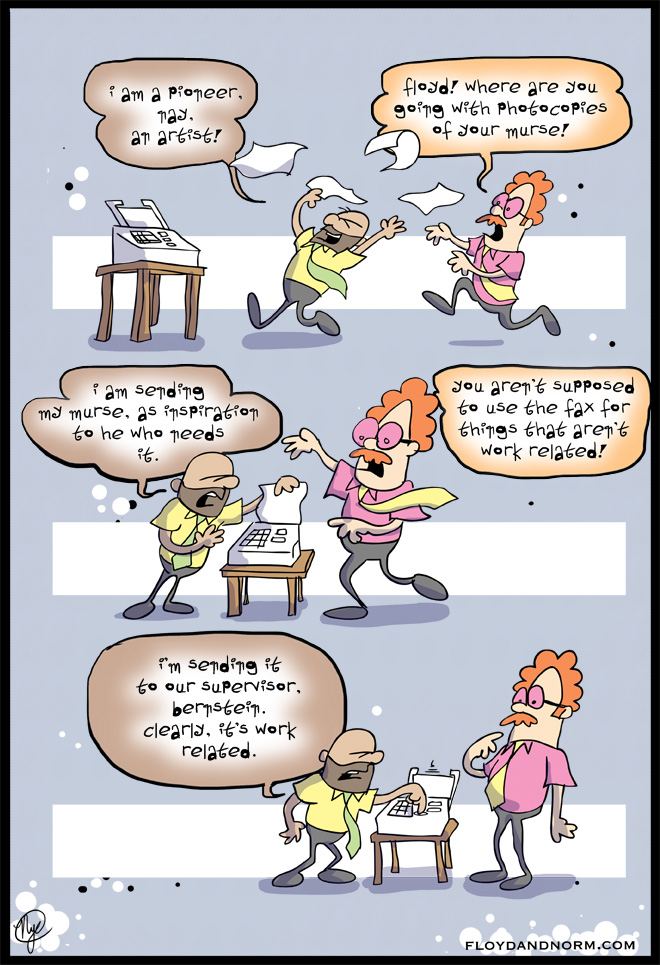 i am a pioneer,
nay,
an artist!
floyd! where are you
going with photocopies
of your murse!
i am sending
my murse, as inspiration
to he who needs
it.
you aren't supposed
to use the fax for
things that aren't
work related!
i'm sending it
to our supervisor,
bernstein.
clearly, it's work
related.
Nye
FLOYDANDNORM.COM